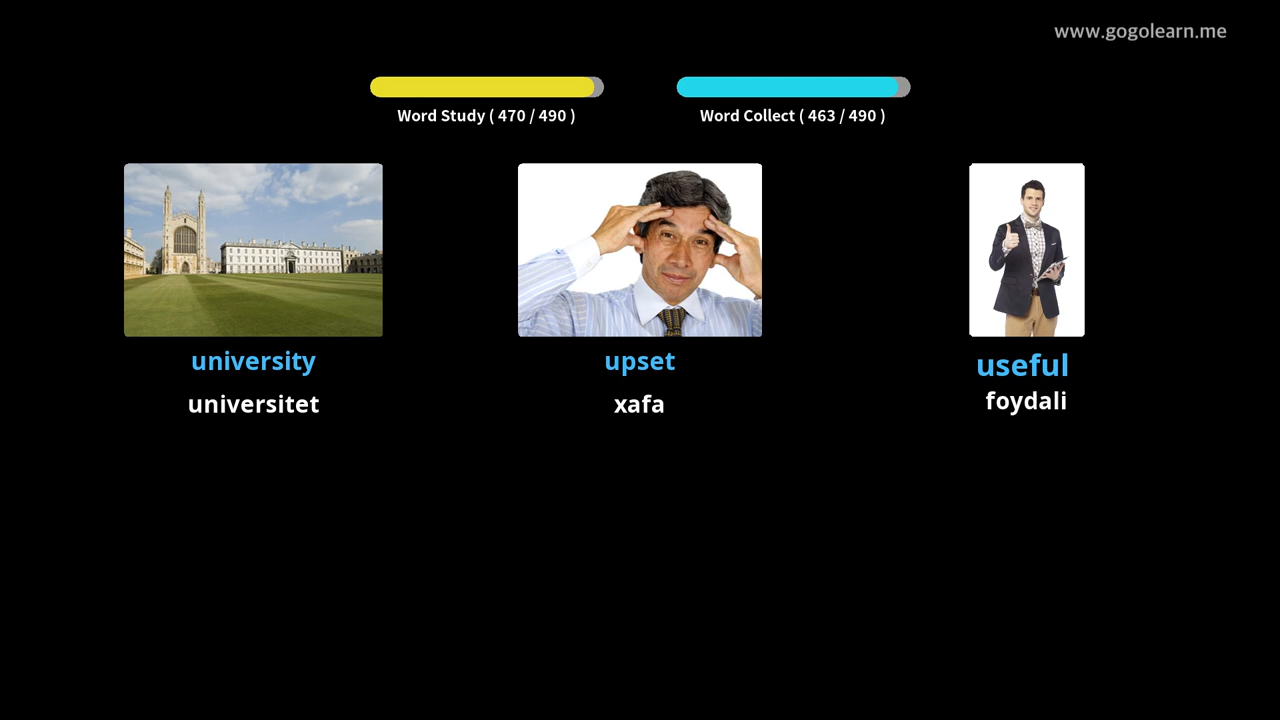 www.gogolearn.me
Word Study ( 470 / 490 )
Word Collect ( 463 / 490 )
university
upset
useful
universitet
xafa
foydali